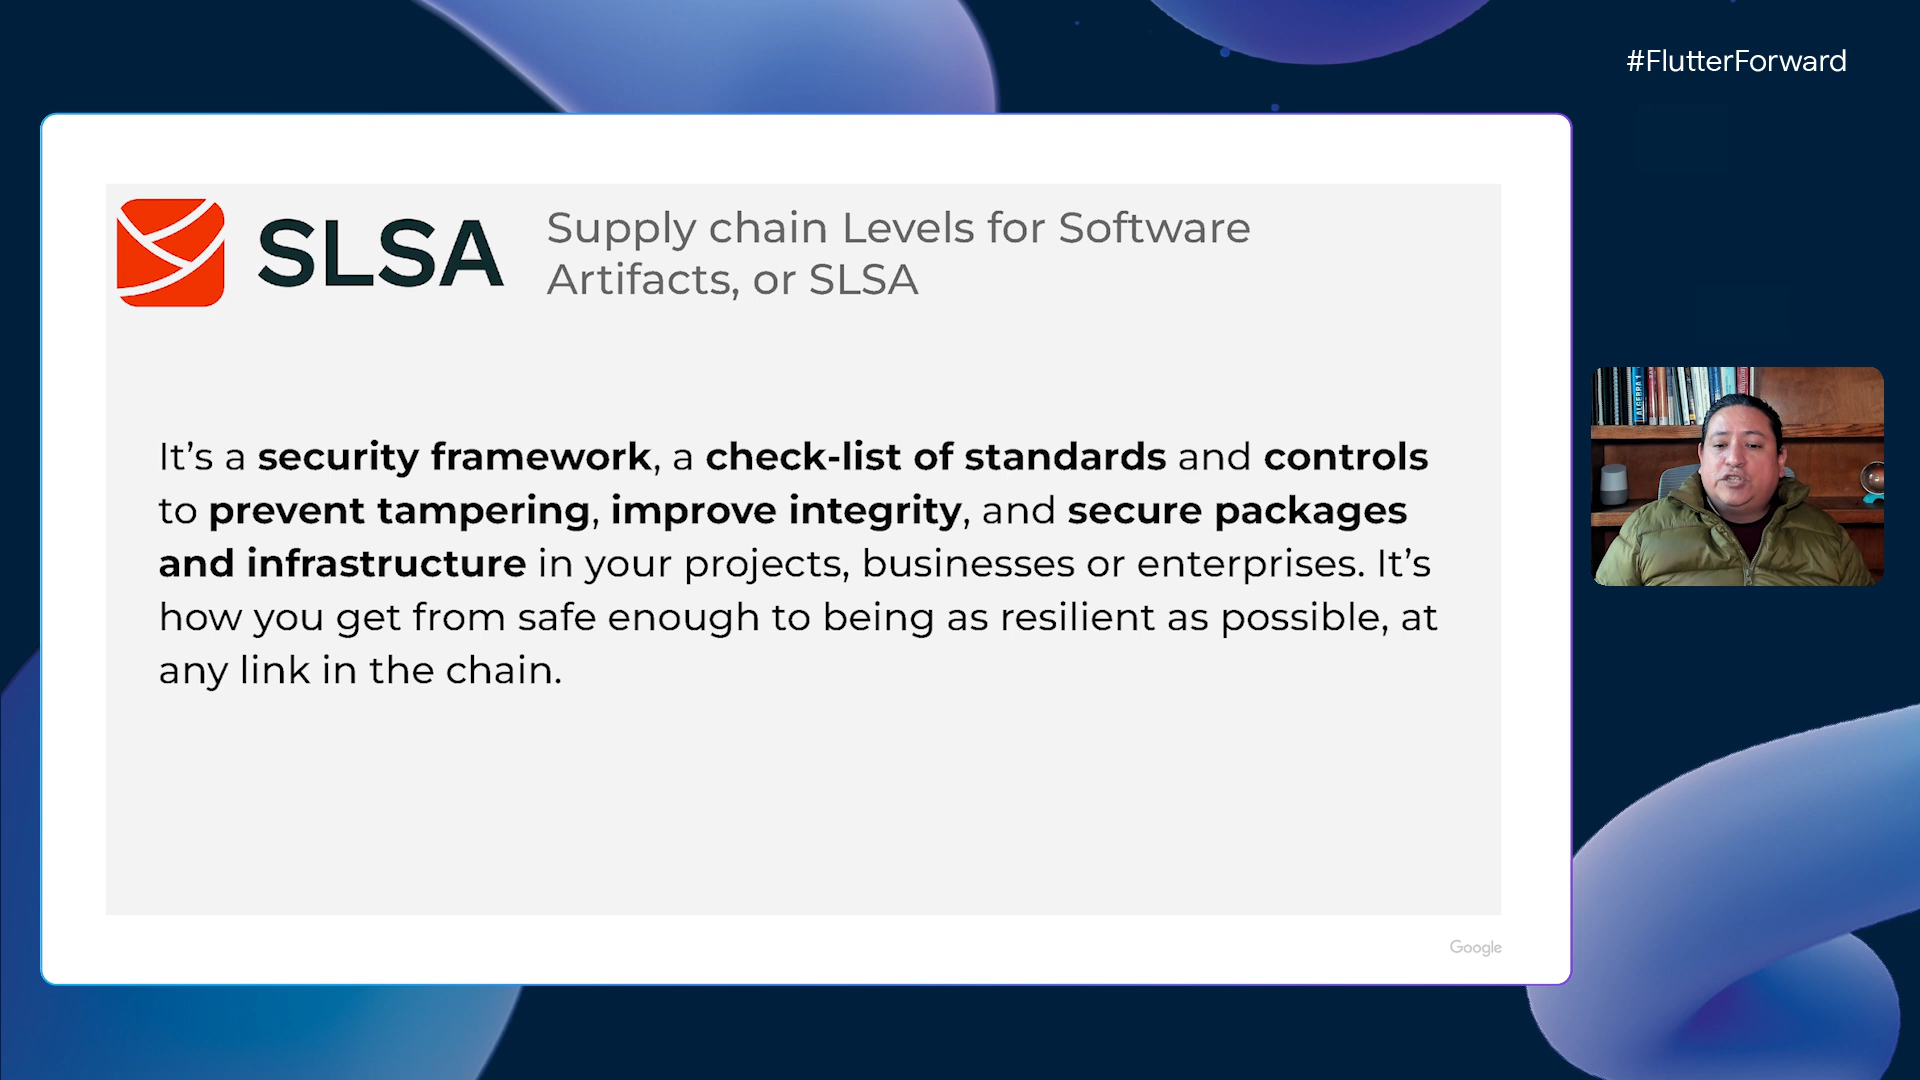 #FlutterForward
SLSA
Supply chain Levels for Software
Artifacts, or SLSA
It’s a security framework, a check-list of standards and controls
to prevent tampering, improve integrity, and secure packages
and infrastructure in your projects, businesses or enterprises. It’s
how you get from safe enough to being as resilient as possible, at
any link in the chain.
ALGEBRA 1
Google